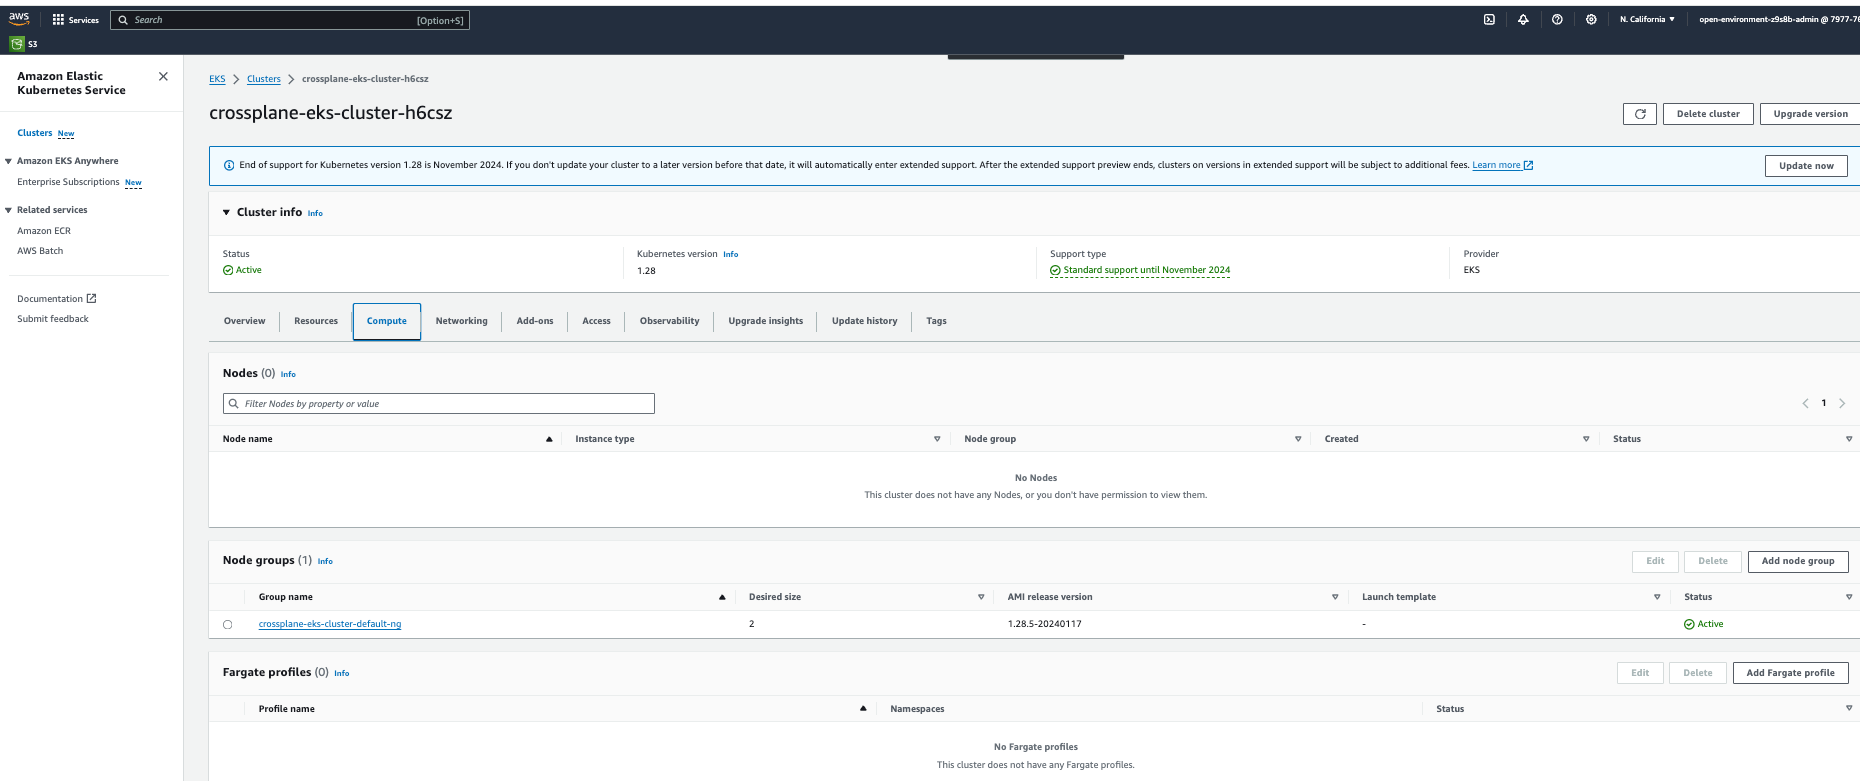 aws
Services
Search [Option+S]
N. California
open-environment-z9s8b-admin @ 7977-76
S3
Amazon Elastic
Kubernetes Service
Clusters New
Amazon EKS Anywhere
Enterprise Subscriptions New
Related services
Amazon ECR
AWS Batch
Documentation
Submit feedback
EKS Clusters crossplane-eks-cluster-h6csz
crossplane-eks-cluster-h6csz
Delete cluster Upgrade version
End of support for Kubernetes version 1.28 is November 2024. If you don't update your cluster to a later version before that date, it will automatically enter extended support. After the extended support preview ends, clusters on versions in extended support will be subject to additional fees. Learn more
Update now
Cluster info Info
Status Kubernetes version Info Support type Provider
Active 1.28 Standard support until November 2024 EKS
Overview Resources Compute Networking Add-ons Access Observability Upgrade insights Update history Tags
Nodes (0) Info
Filter Nodes by property or value
1
Node name Instance type Node group Created Status
No Nodes
This cluster does not have any Nodes, or you don't have permission to view them.
Node groups (1) Info
Edit Delete Add node group
Group name Desired size AMI release version Launch template Status
crossplane-eks-cluster-default-ng 2 1.28.5-20240117 - Active
Fargate profiles (0) Info
Edit Delete Add Fargate profile
Profile name Namespaces Status
No Fargate profiles
This cluster does not have any Fargate profiles.